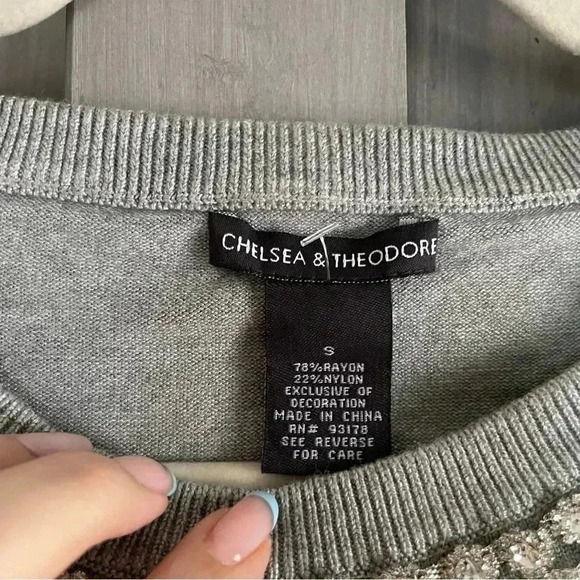 CHELSEA & THEODORE
S
78%RAYON
22%NYLON
EXCLUSIVE OF
DECORATION
MADE IN CHINA
RN# 93178
SEE REVERSE
FOR CARE